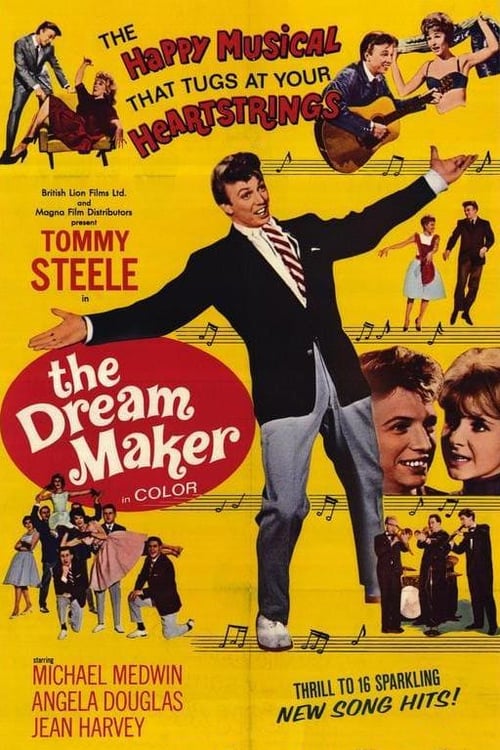 THE
HAPPY MUSICAL
THAT TUGS AT YOUR
HEARTSTRINGS
British Lion Films Ltd.
and
Magna Film Distributors
present
TOMMY
STEELE
in
the
Dream
Maker
in COLOR
starring
MICHAEL MEDWIN
ANGELA DOUGLAS
JEAN HARVEY
THRILL TO 16 SPARKLING
NEW SONG HITS!